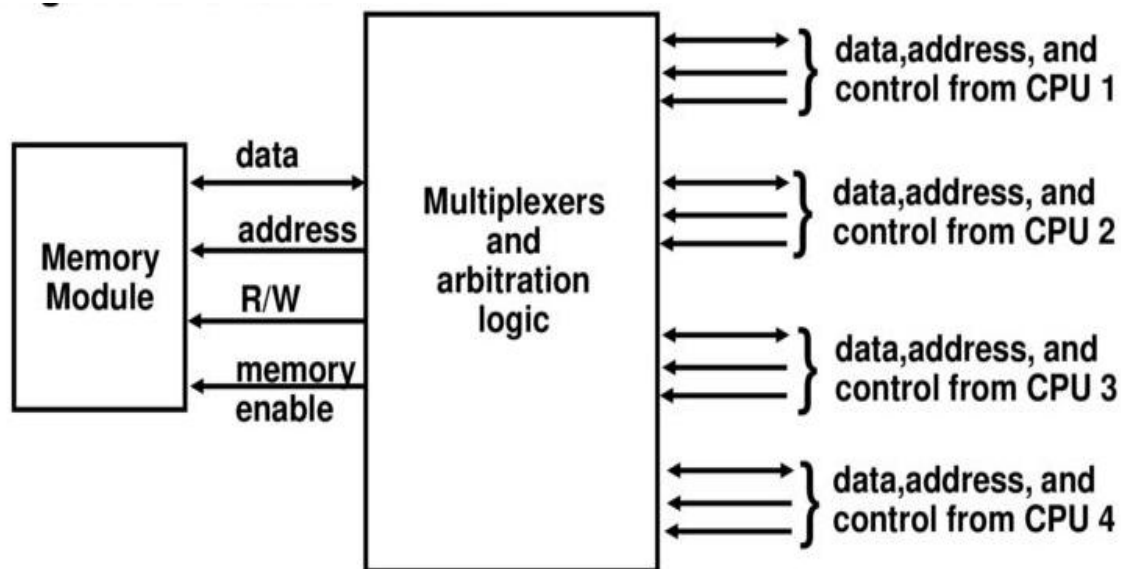 data,address, and
control from CPU 1
data
address
R/W
memory
enable
Memory
Module
Multiplexers
and
arbitration
logic
data,address, and
control from CPU 2
data,address, and
control from CPU 3
data,address, and
control from CPU 4